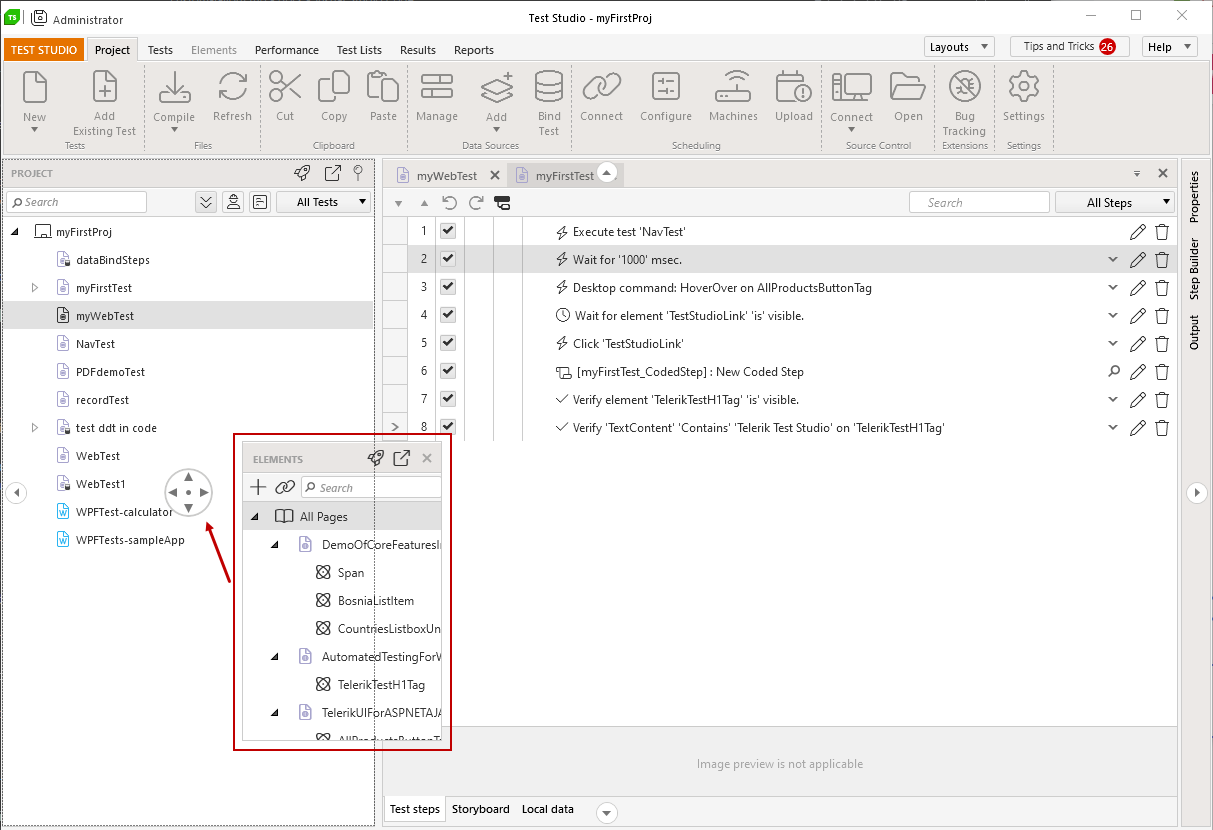 TS Administrator
Test Studio - myFirstProj
TEST STUDIO Project Tests Elements Performance Test Lists Results Reports
Layouts Tips and Tricks 26 Help
New Add Existing Test Compile Refresh Cut Copy Paste Manage Add Bind Test Connect Configure Machines Upload Connect Open Bug Tracking Settings
Tests Files Clipboard Data Sources Scheduling Source Control Extensions Settings
PROJECT
Search All Tests
myFirstProj
dataBindSteps
myFirstTest
myWebTest
NavTest
PDFdemoTest
recordTest
test ddt in code
WebTest
WebTest1
WPFTest-calculator
WPFTests-sampleApp
myWebTest myFirstTest
Search All Steps
1 Execute test 'NavTest'
2 Wait for '1000' msec.
3 Desktop command: HoverOver on AllProductsButtonTag
4 Wait for element 'TestStudioLink' 'is' visible.
5 Click 'TestStudioLink'
6 [myFirstTest_CodedStep] : New Coded Step
7 Verify element 'TelerikTestH1Tag' 'is' visible.
8 Verify 'TextContent' 'Contains' 'Telerik Test Studio' on 'TelerikTestH1Tag'
ELEMENTS
Search
All Pages
DemoOfCoreFeaturesI
Span
BosniaListItem
CountriesListboxUn
AutomatedTestingForW
TelerikTestH1Tag
TelerikUIForASPNETAJA
AllProductsButtonT
Image preview is not applicable
Test steps Storyboard Local data
Properties
Step Builder
Output